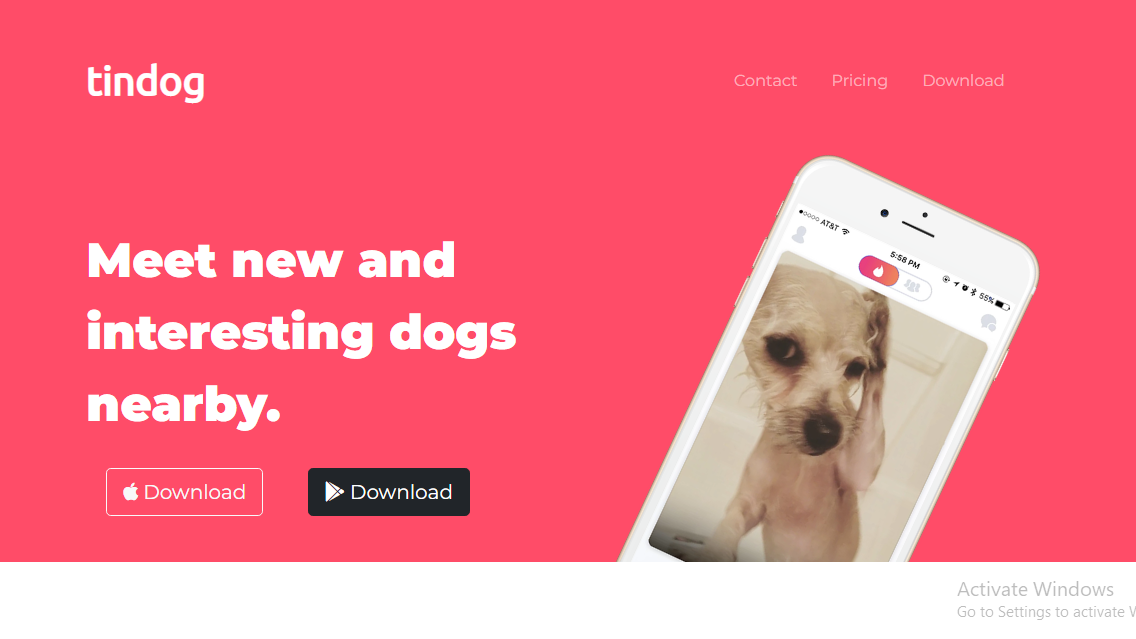 tindog
Contact Pricing Download
Meet new and
interesting dogs
nearby.
Download Download
AT&T 5:58 PM 55%
Activate Windows
Go to Settings to activate W